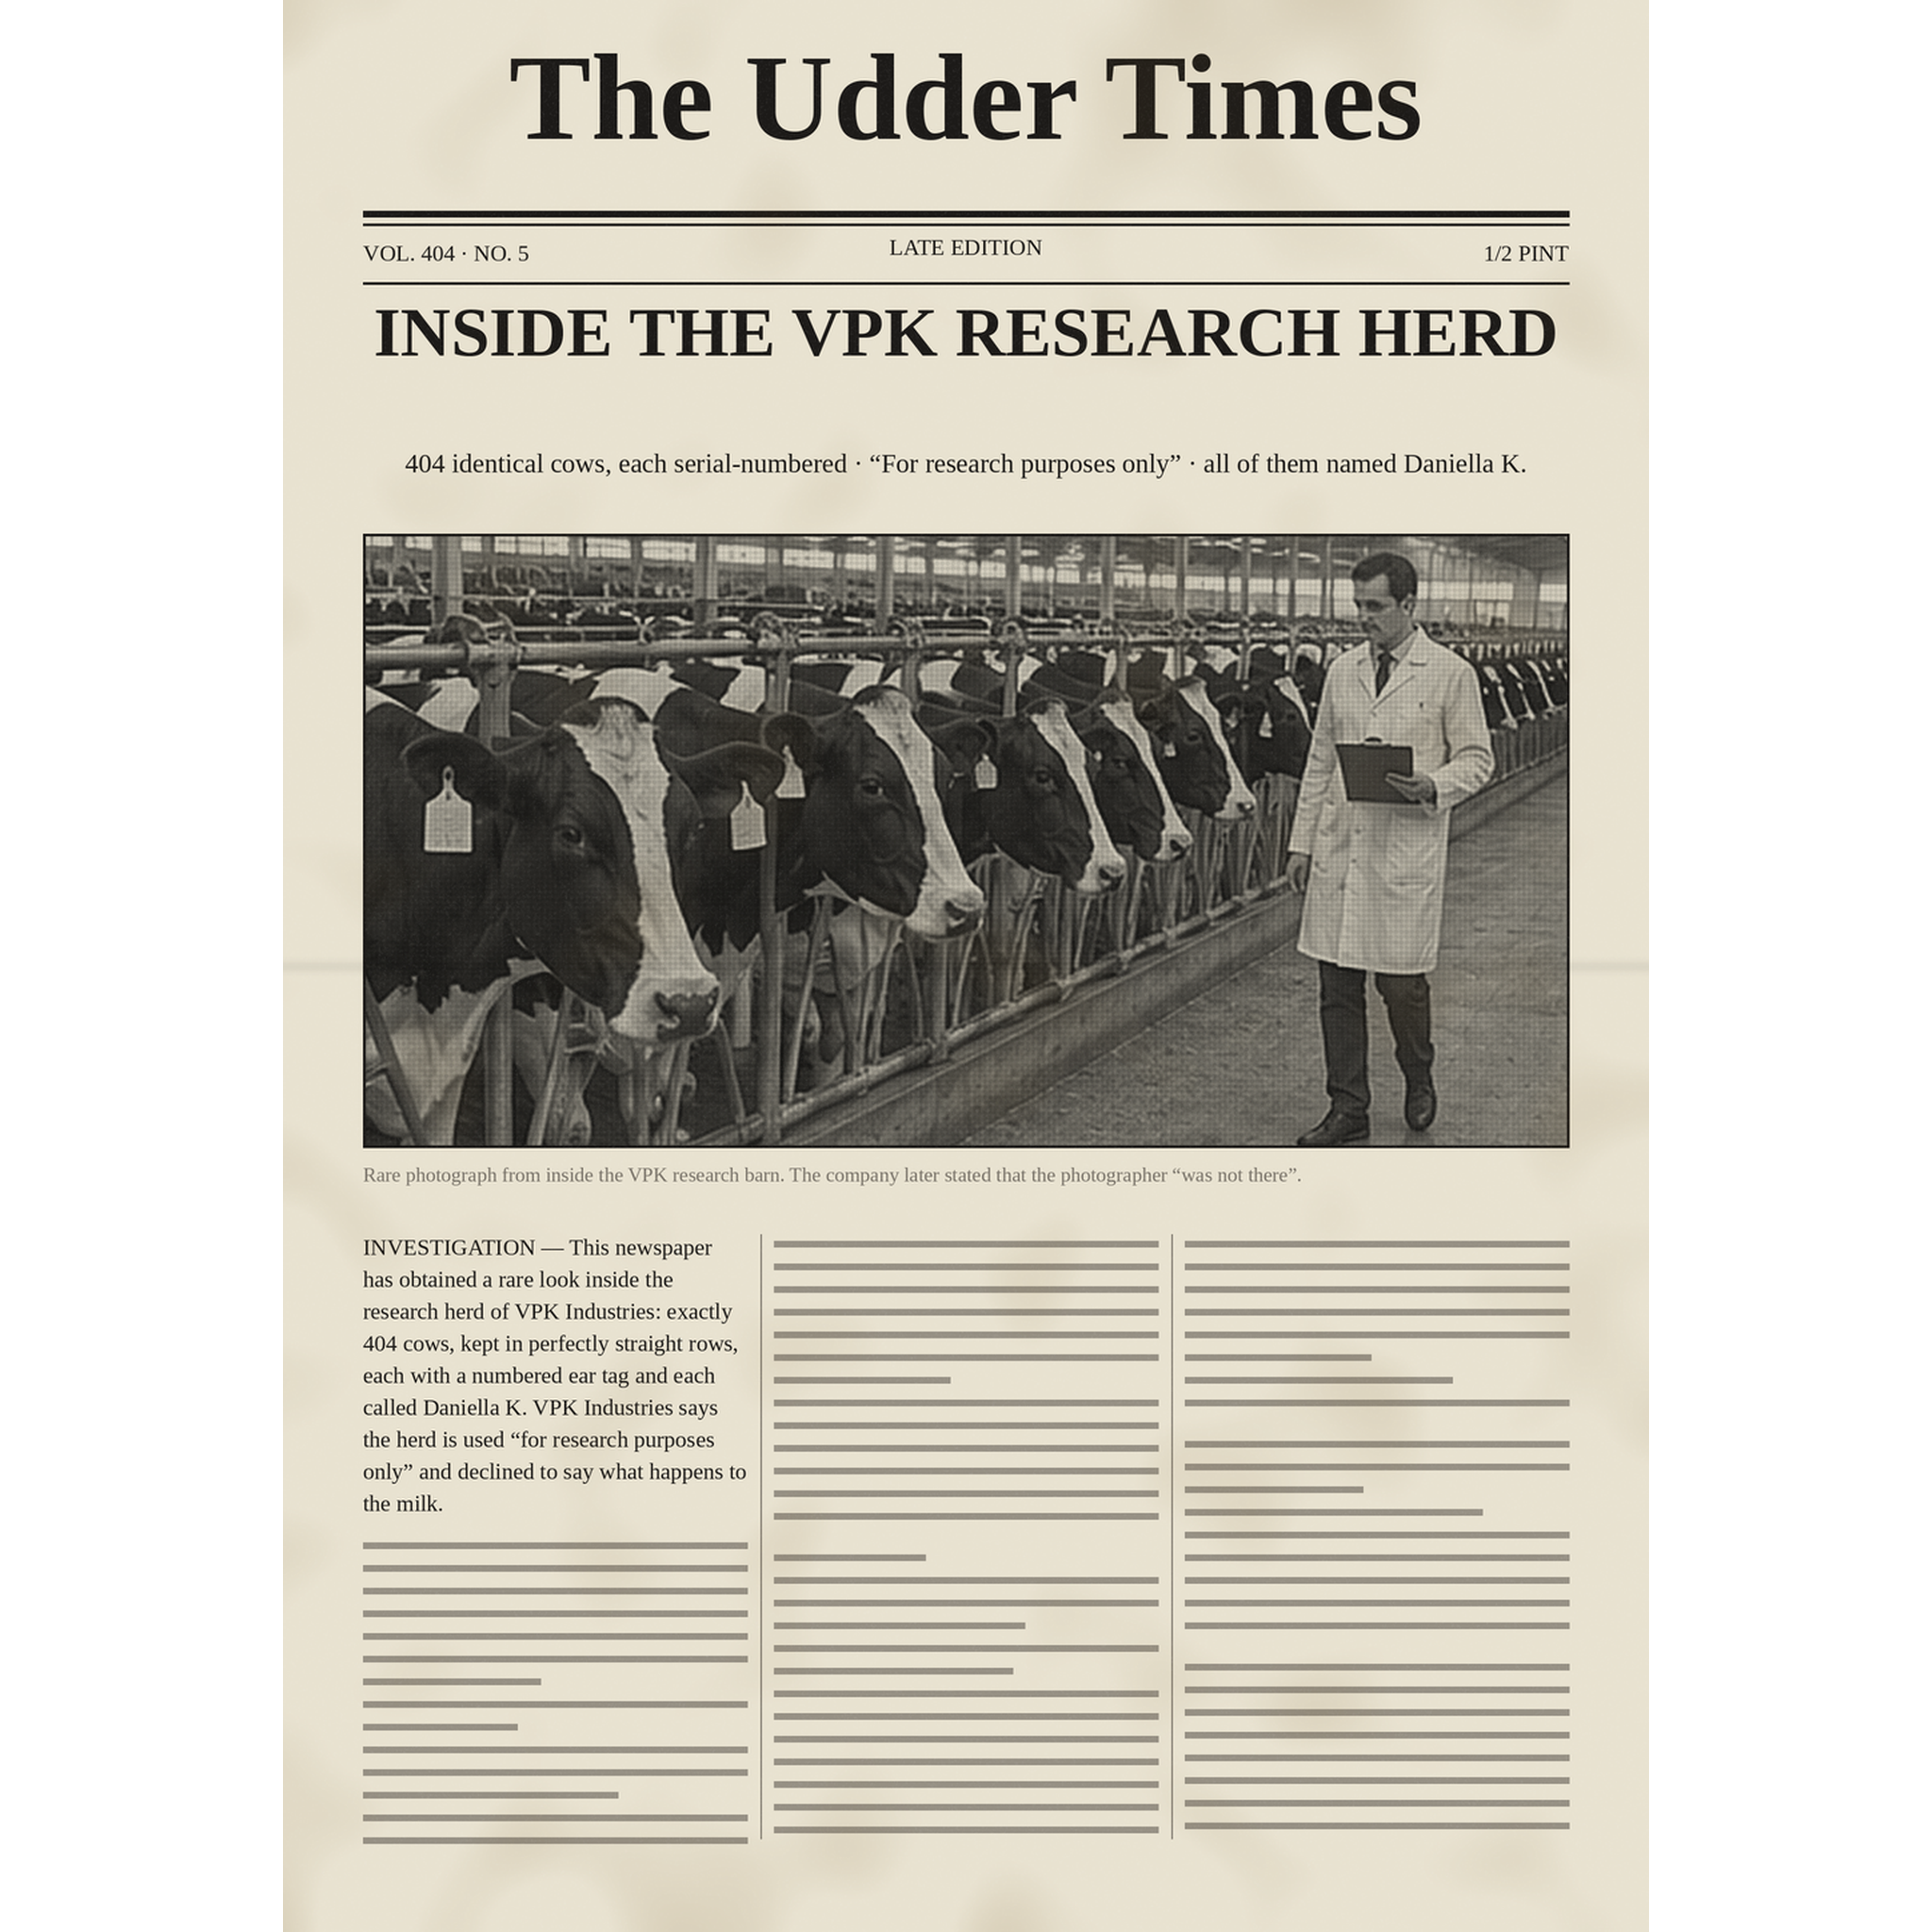 The Udder Times
VOL. 404 · NO. 5
LATE EDITION
1/2 PINT
INSIDE THE VPK RESEARCH HERD
404 identical cows, each serial-numbered · “For research purposes only” · all of them named Daniella K.
Rare photograph from inside the VPK research barn. The company later stated that the photographer “was not there”.
INVESTIGATION — This newspaper
has obtained a rare look inside the
research herd of VPK Industries: exactly
404 cows, kept in perfectly straight rows,
each with a numbered ear tag and each
called Daniella K. VPK Industries says
the herd is used “for research purposes
only” and declined to say what happens to
the milk.